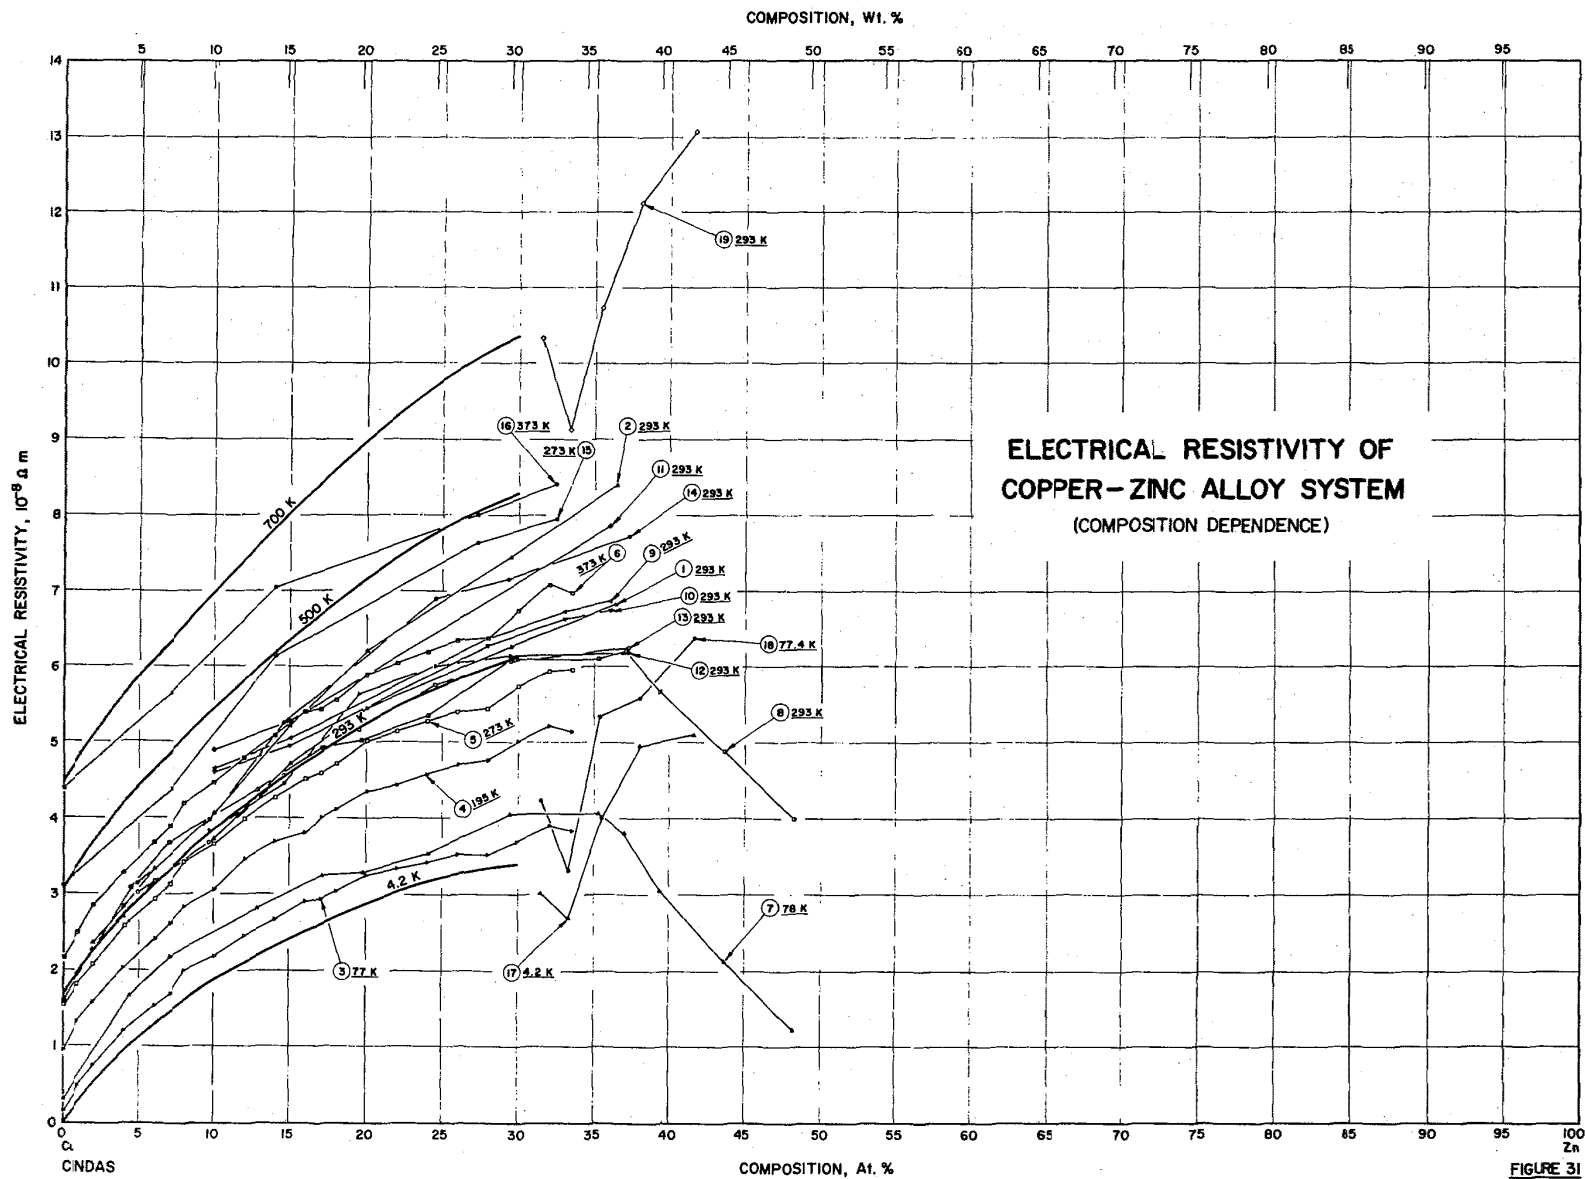 COMPOSITION, Wt. %
5 10 15 20 25 30 35 40 45 50 55 60 65 70 75 80 85 90 95
14
13
12
11
10
9
8
7
6
5
4
3
2
1
0
ELECTRICAL RESISTIVITY, 10⁻⁸ Ω m
19 293 K
16 373 K
2 293 K
273 K 15
11 293 K
14 293 K
700 K
373 K 6
9 293 K
1 293 K
10 293 K
500 K
13 293 K
18 77.4 K
12 293 K
293 K
8 293 K
5 273 K
4 195 K
4.2 K
7 78 K
3 77 K
17 4.2 K
ELECTRICAL RESISTIVITY OF
COPPER-ZINC ALLOY SYSTEM
(COMPOSITION DEPENDENCE)
0 5 10 15 20 25 30 35 40 45 50 55 60 65 70 75 80 85 90 95 100
Cu Zn
CINDAS
COMPOSITION, At. %
FIGURE 31